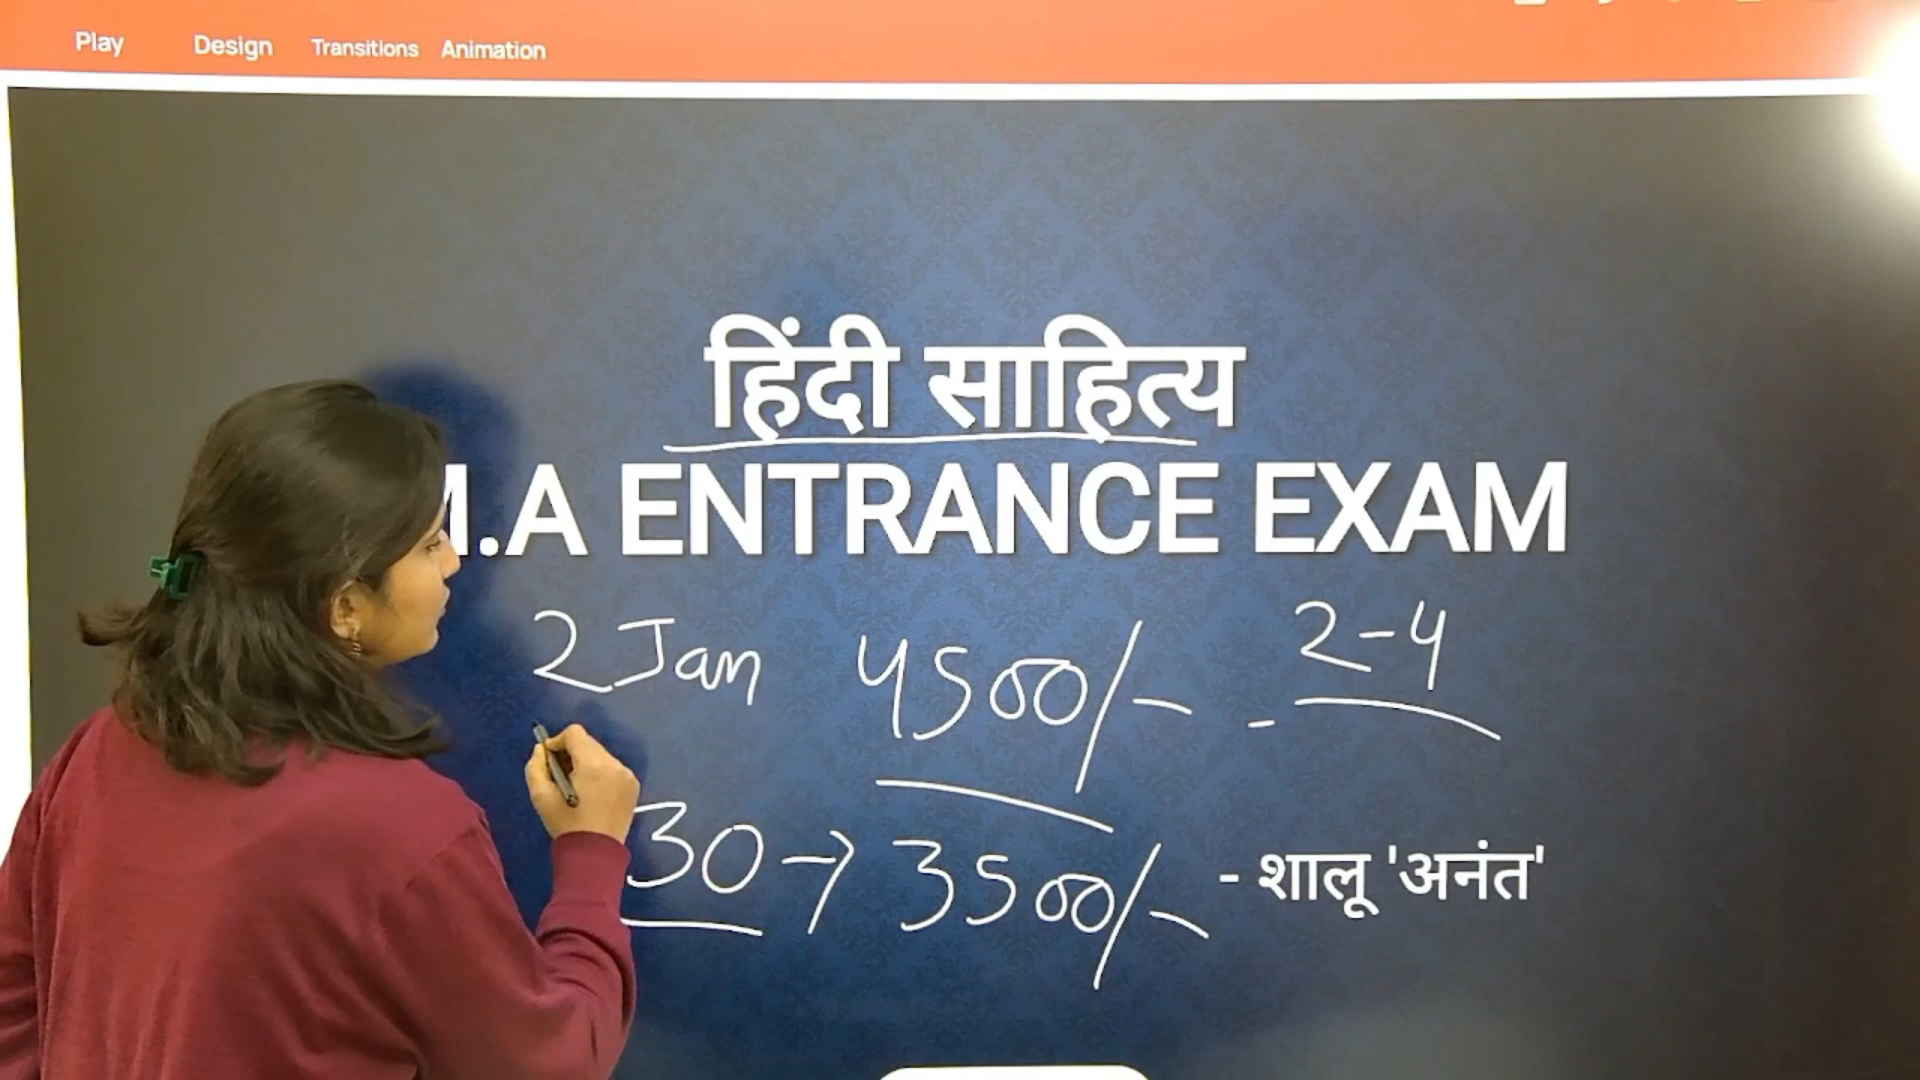 Play Design Transitions Animation
हिंदी साहित्य
.A ENTRANCE EXAM
2 Jan 4500/- - 2-4
30 → 3500/- - शालू 'अनंत'